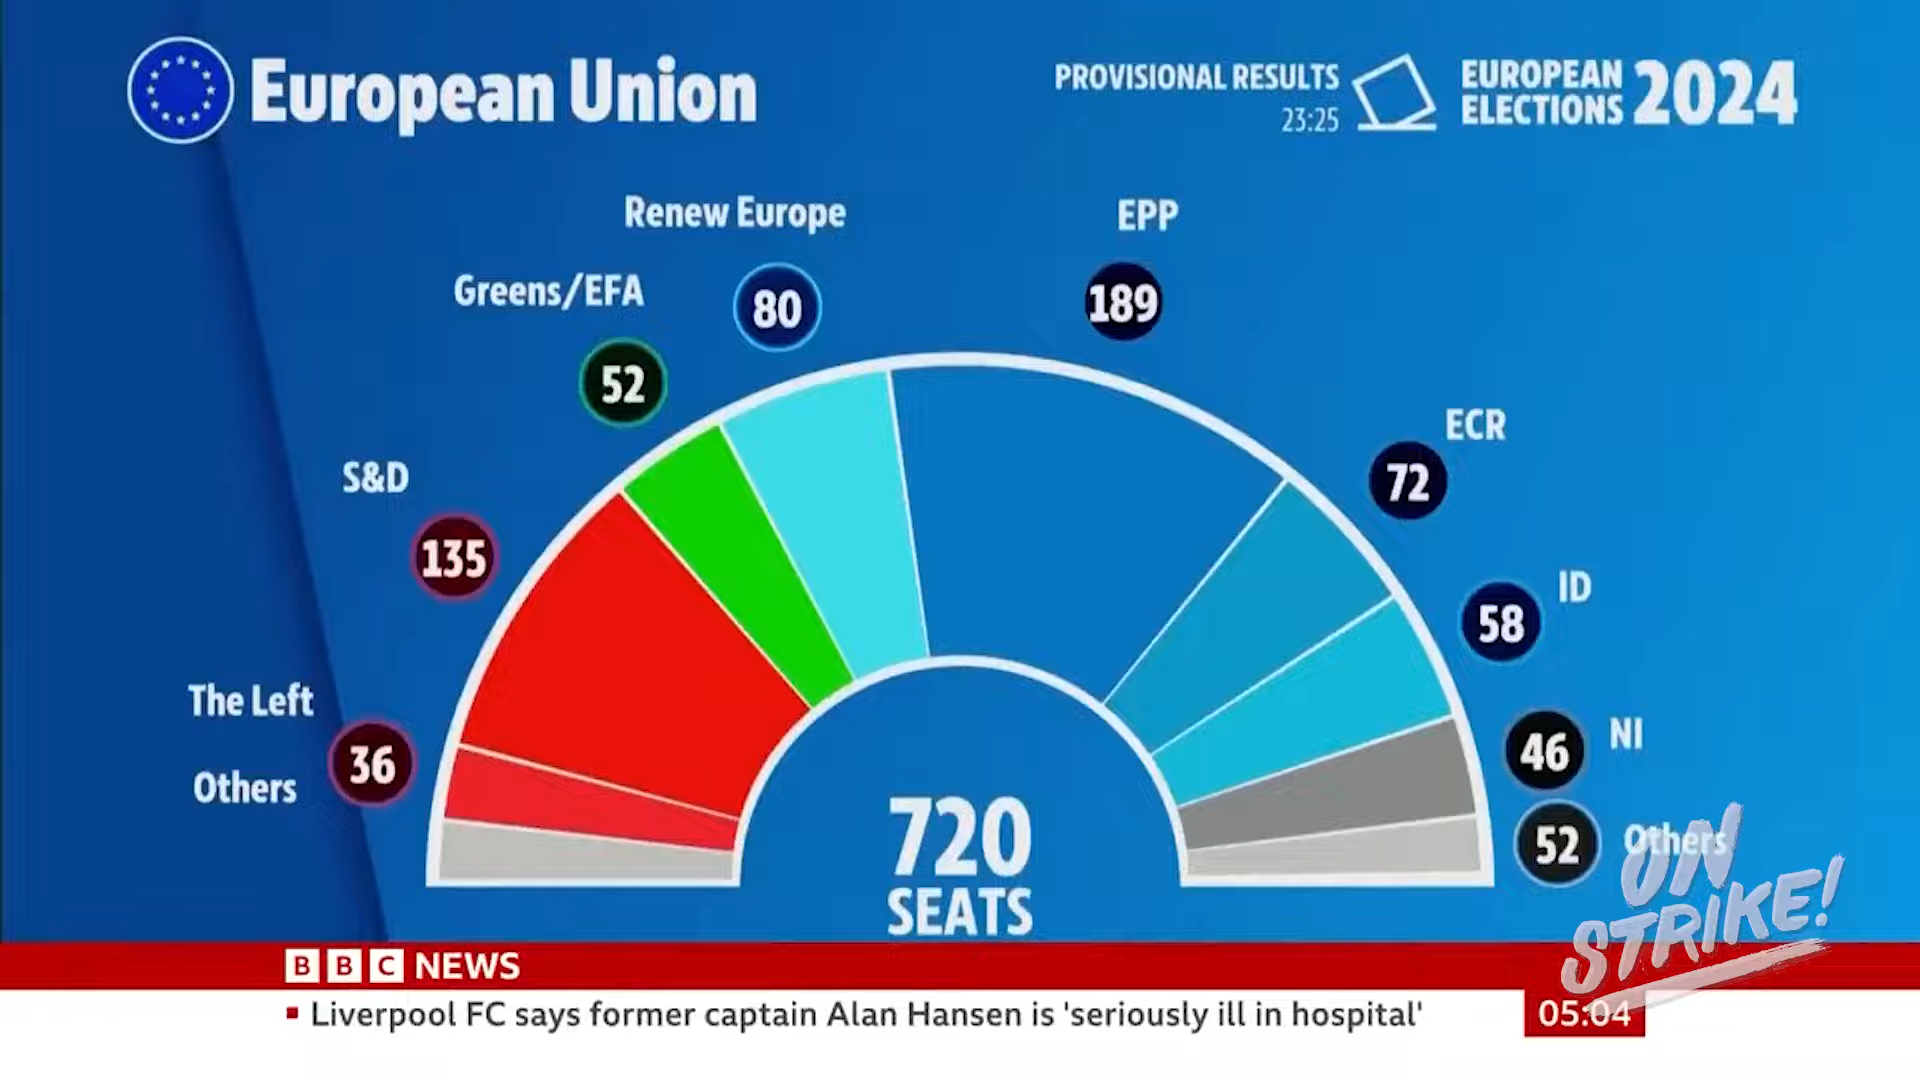 European Union
PROVISIONAL RESULTS
23:25
EUROPEAN
ELECTIONS
2024
Renew Europe
80
EPP
189
Greens/EFA
52
ECR
72
S&D
135
ID
58
The Left
36
Others
NI
46
Others
52
720
SEATS
ON
STRIKE!
BBC NEWS
Liverpool FC says former captain Alan Hansen is 'seriously ill in hospital'
05:04